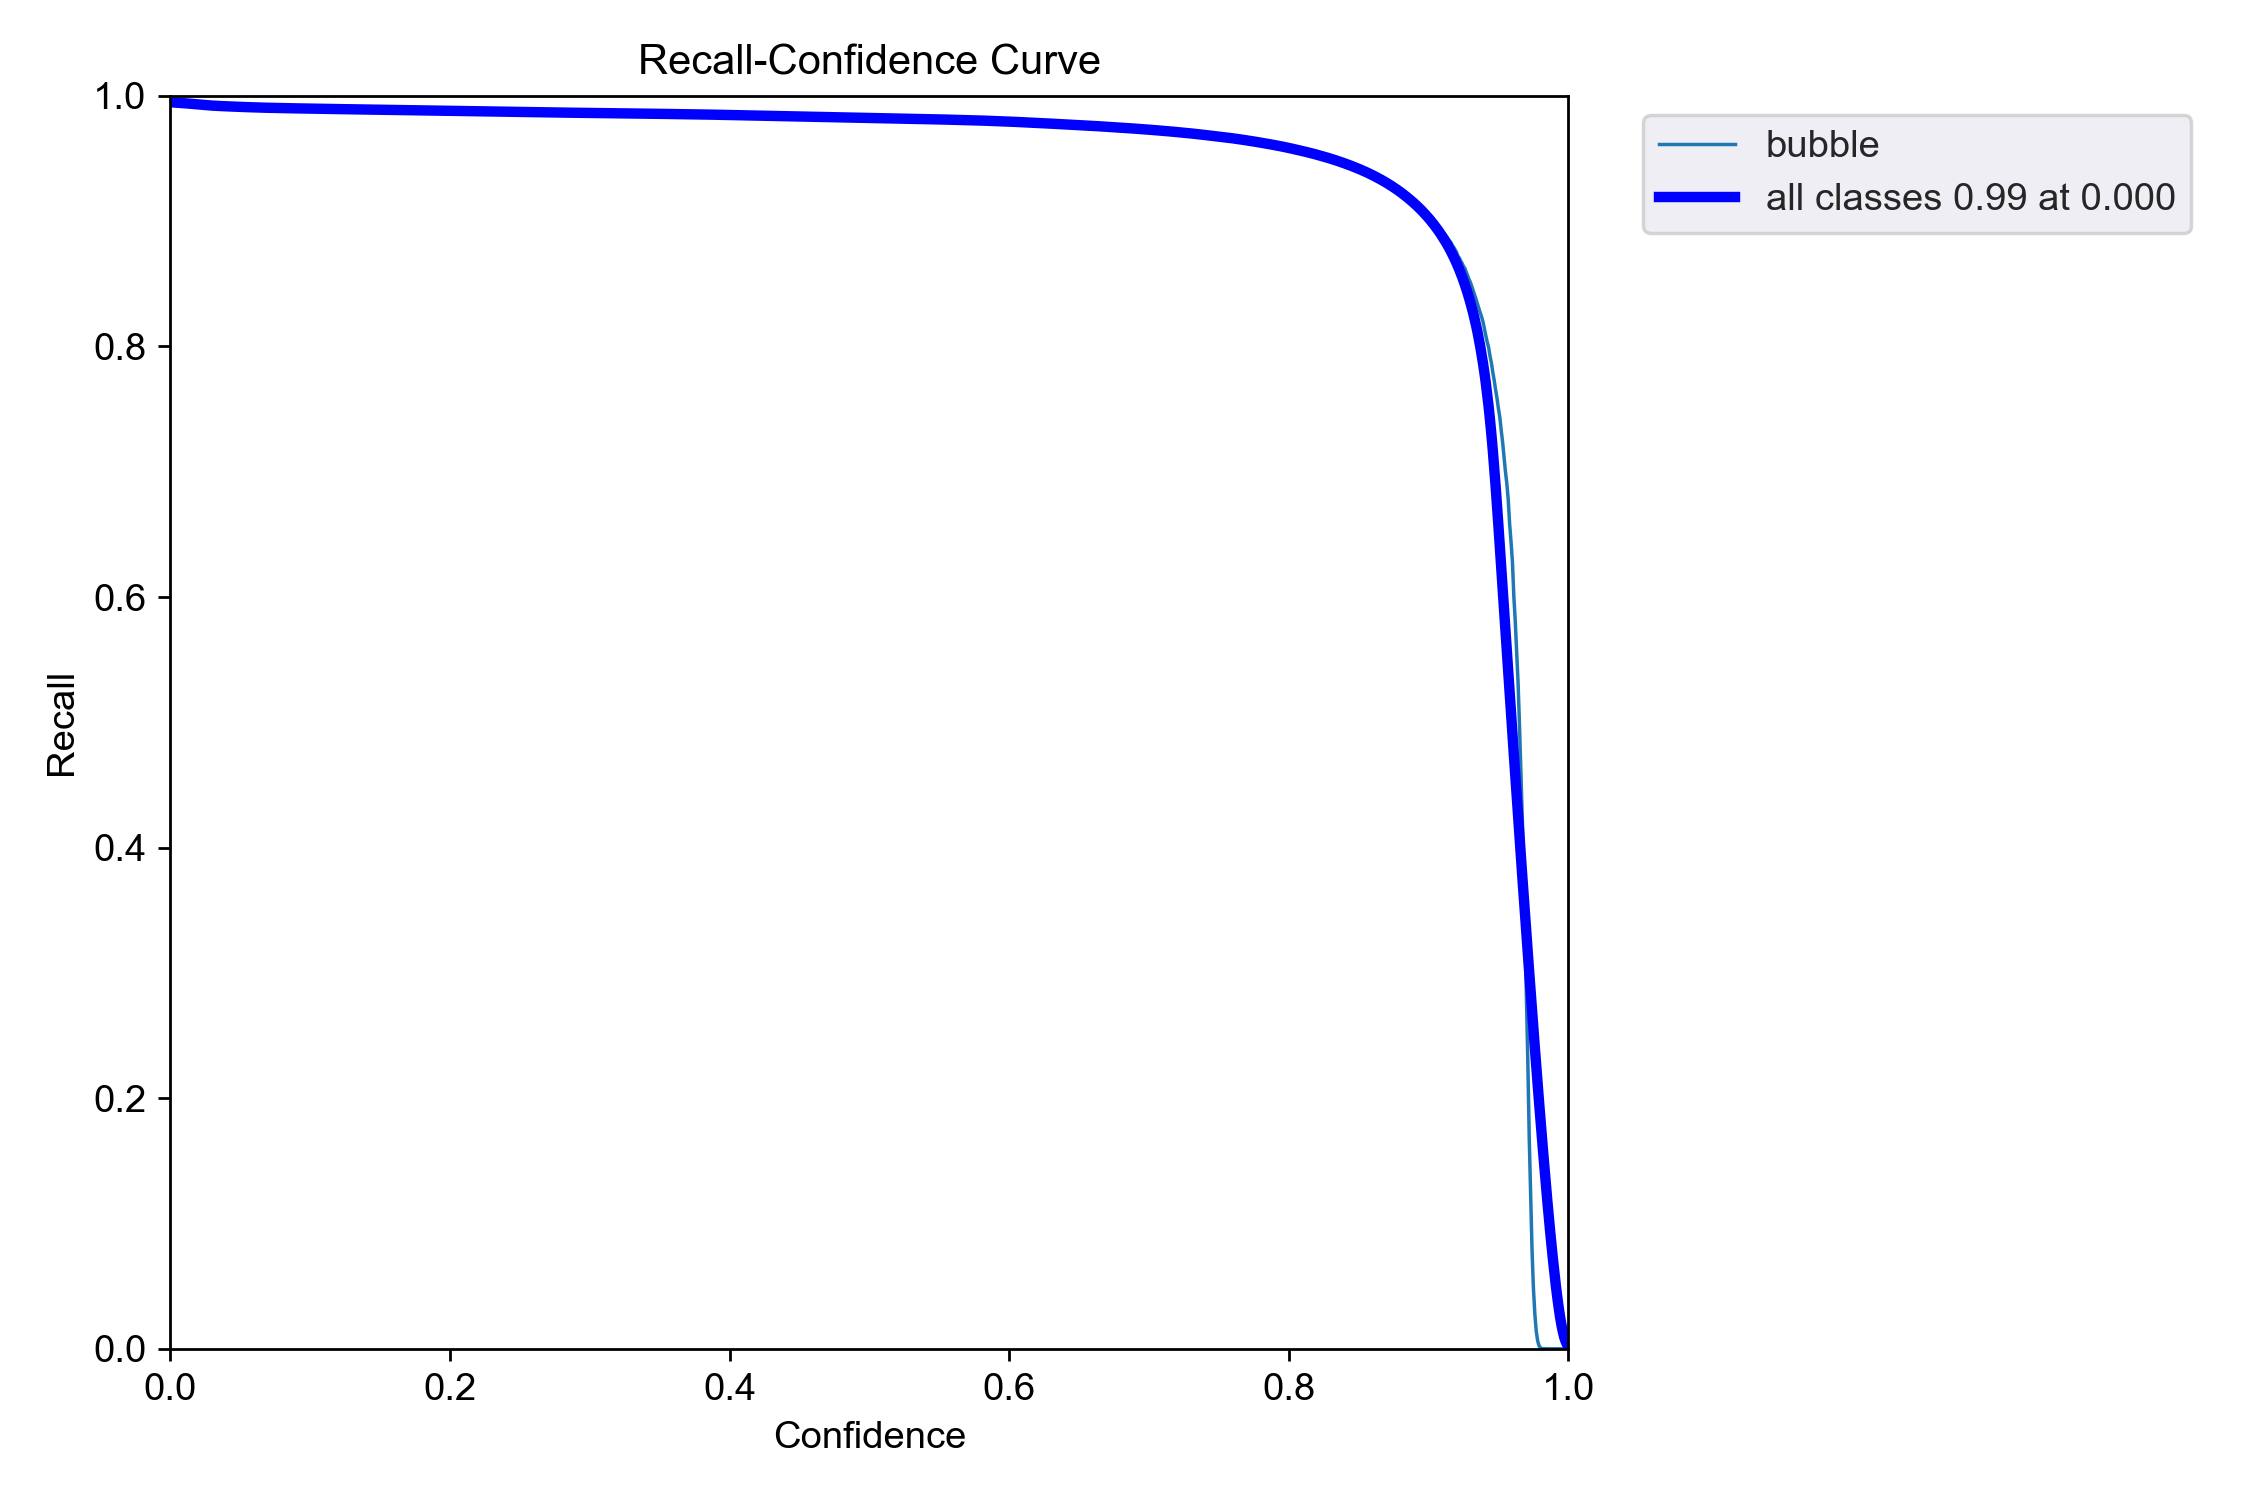 Recall-Confidence Curve
1.0
0.8
0.6
0.4
0.2
0.0
Recall
0.0 0.2 0.4 0.6 0.8 1.0
Confidence
bubble
all classes 0.99 at 0.000